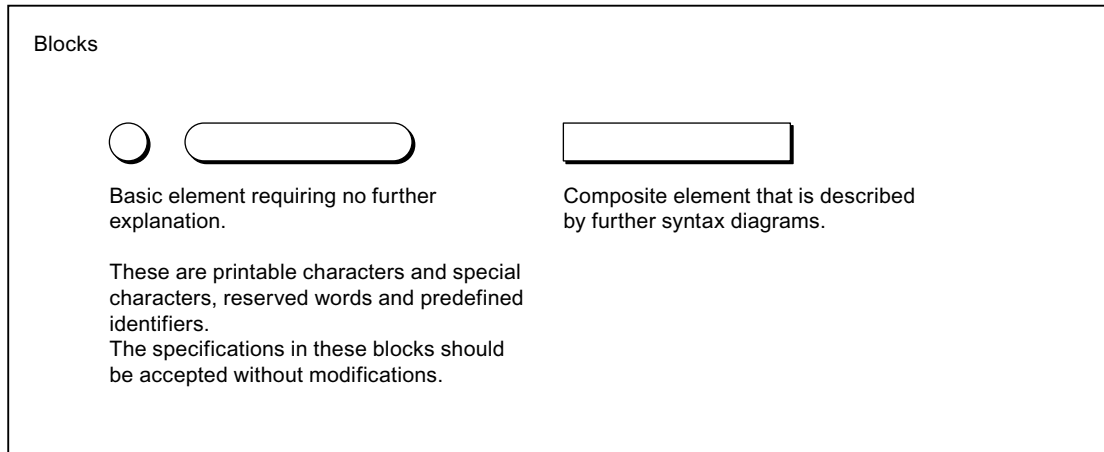 Blocks
Basic element requiring no further
explanation.
These are printable characters and special
characters, reserved words and predefined
identifiers.
The specifications in these blocks should
be accepted without modifications.
Composite element that is described
by further syntax diagrams.